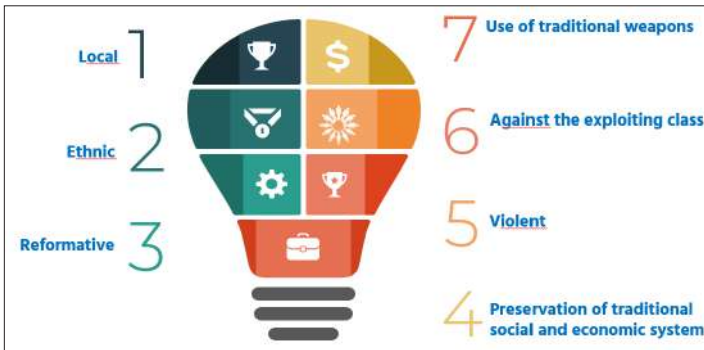 1
Local
2
Ethnic
3
Reformative
7
Use of traditional weapons
6
Against the exploiting class
5
Violent
4
Preservation of traditional
social and economic system